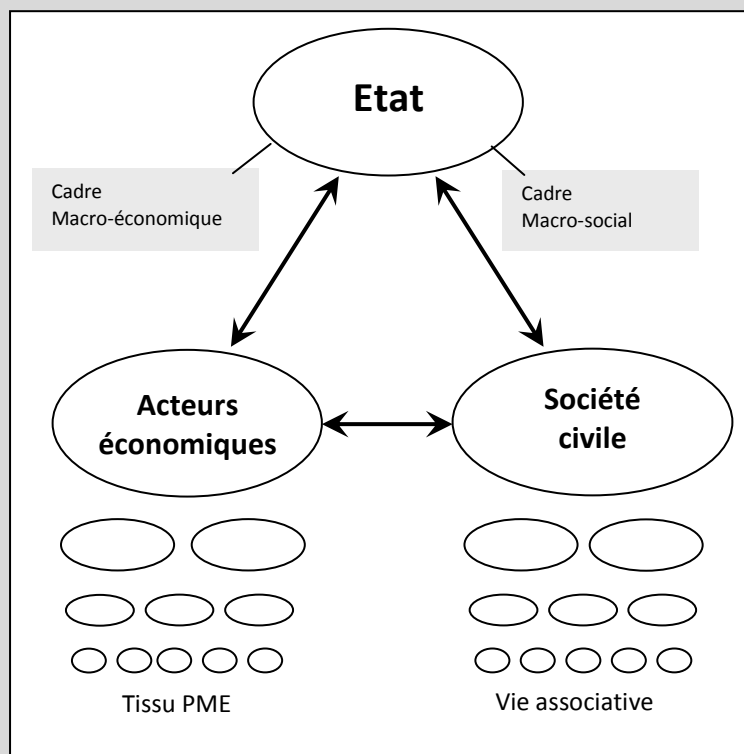 Etat
Cadre
Macro-économique
Cadre
Macro-social
Acteurs
économiques
Société
civile
Tissu PME
Vie associative